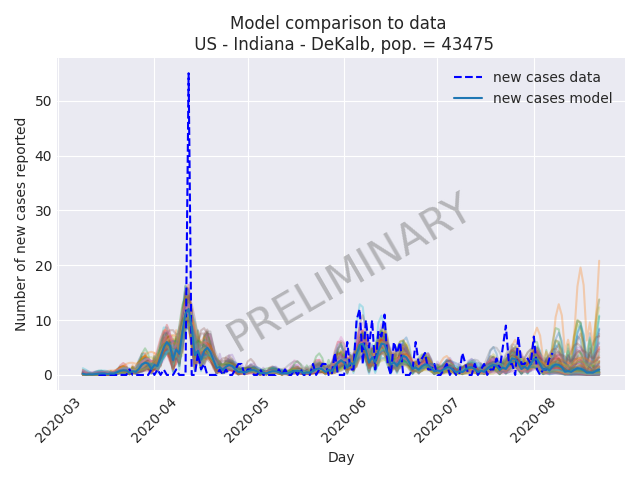 Model comparison to data
US - Indiana - DeKalb, pop. = 43475
new cases data
new cases model
Number of new cases reported
50
40
30
20
10
0
PRELIMINARY
2020-03
2020-04
2020-05
2020-06
2020-07
2020-08
Day